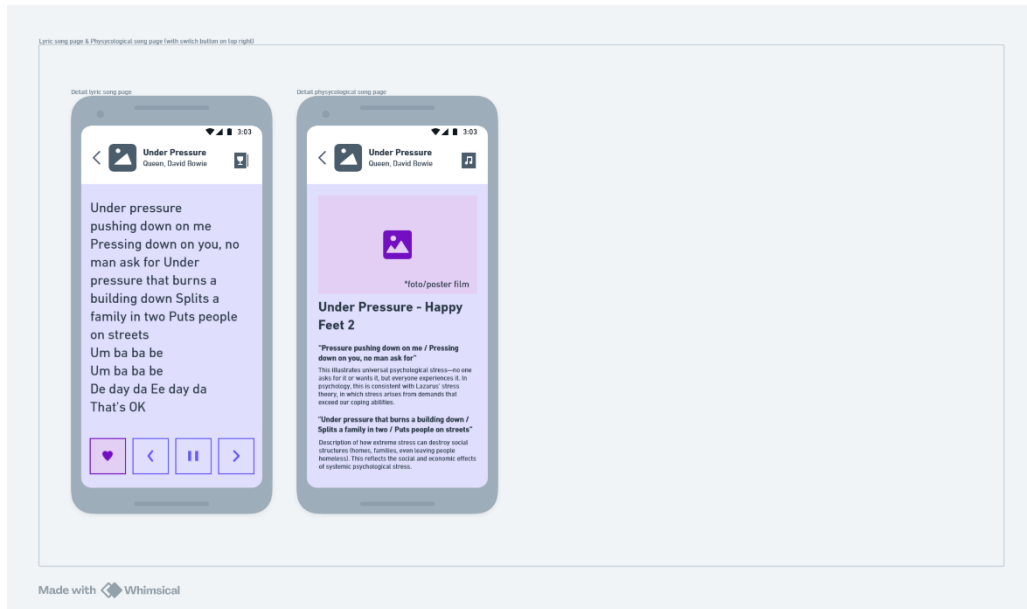 Lyric song page & Physycological song page (with switch button on top right)
Detail lyric song page
3:03
Under Pressure
Queen, David Bowie
Under pressure
pushing down on me
Pressing down on you, no
man ask for Under
pressure that burns a
building down Splits a
family in two Puts people
on streets
Um ba ba be
Um ba ba be
De day da Ee day da
That's OK
Detail physycological song page
3:03
Under Pressure
Queen, David Bowie
*foto/poster film
Under Pressure - Happy
Feet 2
"Pressure pushing down on me / Pressing
down on you, no man ask for"
This illustrates universal psychological stress—no one
asks for it or wants it, but everyone experiences it. In
psychology, this is consistent with Lazarus' stress
theory, in which stress arises from demands that
exceed our coping abilities.
"Under pressure that burns a building down /
Splits a family in two / Puts people on streets"
Description of how extreme stress can destroy social
structures (homes, families, even leaving people
homeless). This reflects the social and economic effects
of systemic psychological stress.
Made with Whimsical